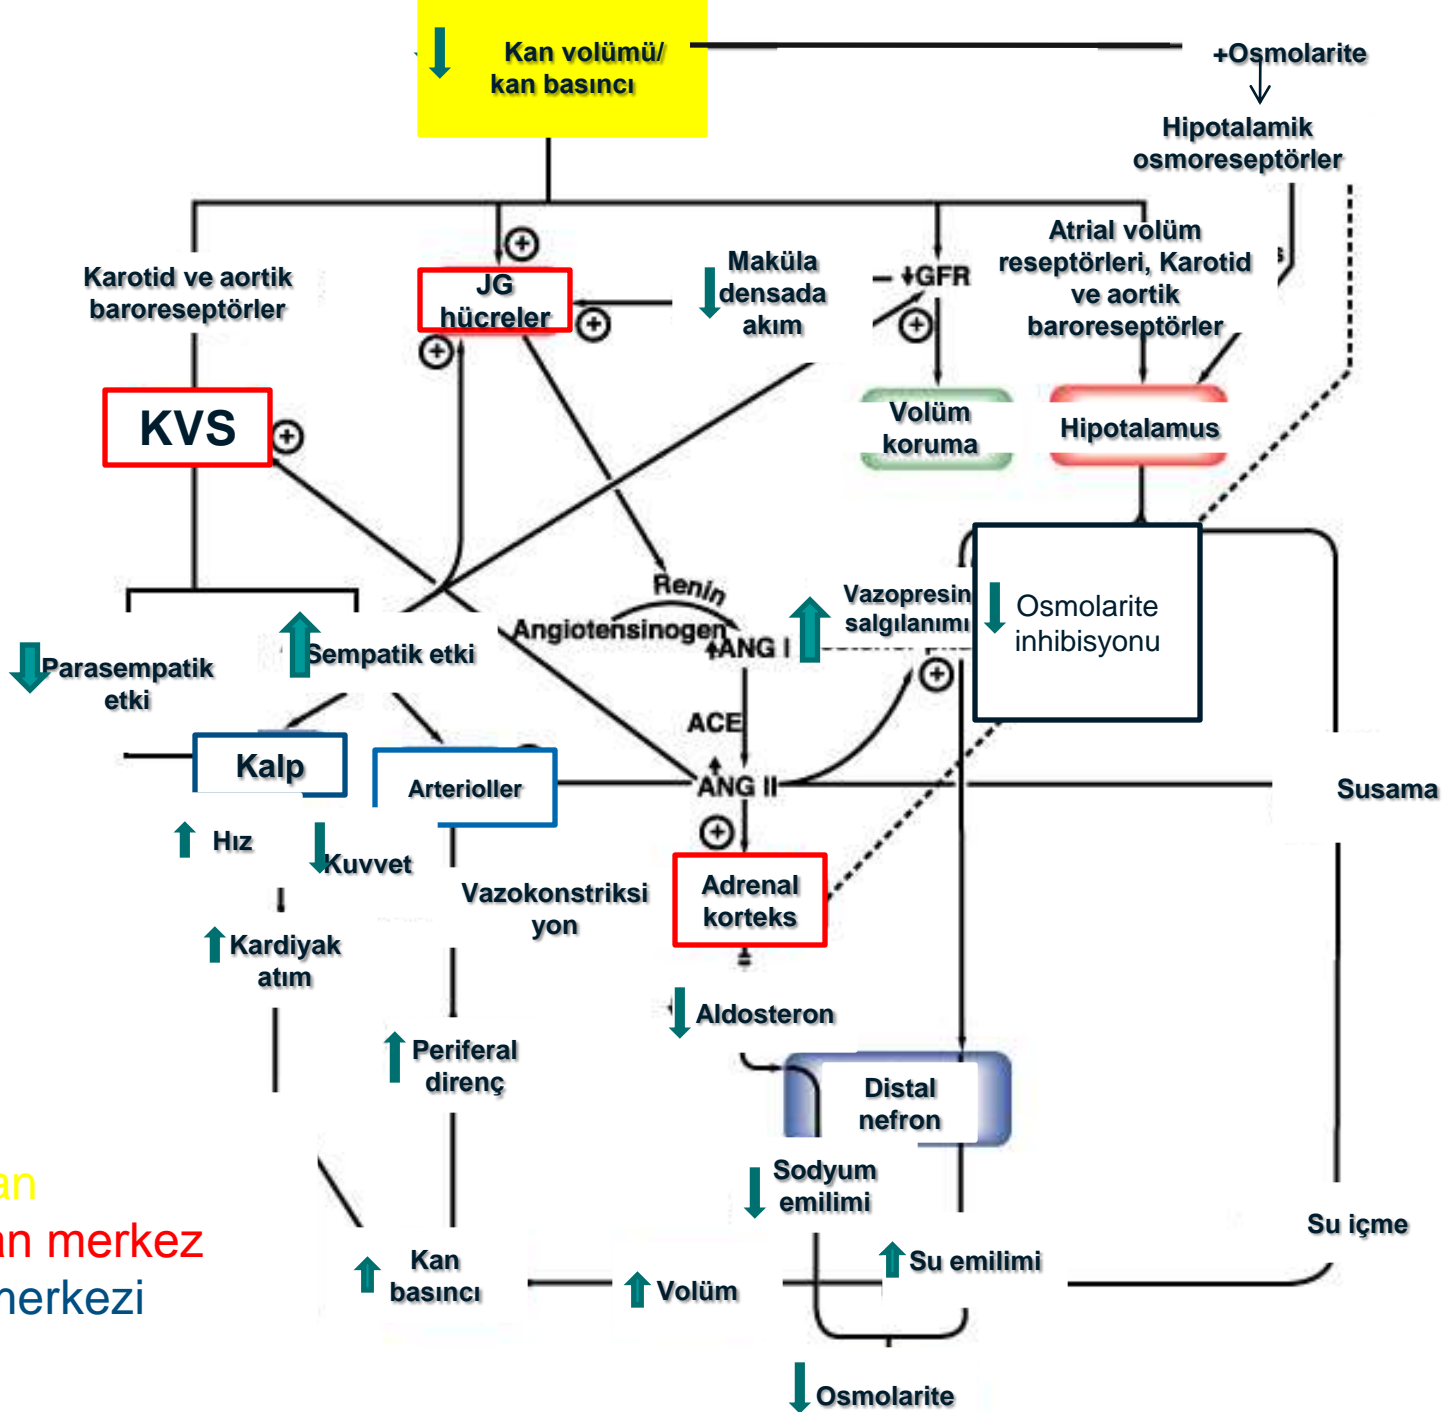 Kan volümü/
kan basıncı
+Osmolarite
Hipotalamik
osmoreseptörler
Karotid ve aortik
baroreseptörler
JG
hücreler
Maküla
densada
akım
GFR
Atrial volüm
reseptörleri, Karotid
ve aortik
baroreseptörler
KVS
Volüm
koruma
Hipotalamus
Renin
Angiotensinogen
ANG I
Vazopresin
salgılanımı
Osmolarite
inhibisyonu
Parasempatik
etki
Sempatik etki
ACE
Kalp
Arterioller
ANG II
Susama
Hız
Kuvvet
Vazokonstriksi
yon
Adrenal
korteks
Kardiyak
atım
Aldosteron
Periferal
direnç
Distal
nefron
Sodyum
emilimi
an
an merkez
merkezi
Kan
basıncı
Volüm
Su emilimi
Su içme
Osmolarite